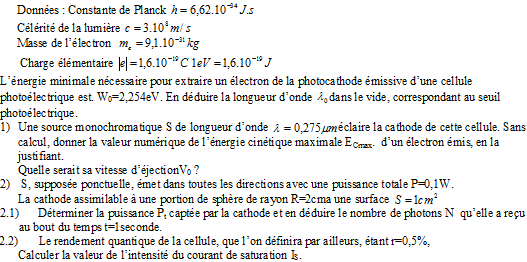 Données : Constante de Planck h = 6,62.10⁻³⁴ J.s
Célérité de la lumière c = 3.10⁸ m/s
Masse de l'électron mₑ = 9,1.10⁻³¹ kg
Charge élémentaire |e| = 1,6.10⁻¹⁹ C 1eV = 1,6.10⁻¹⁹ J
L'énergie minimale nécessaire pour extraire un électron de la photocathode émissive d'une cellule
photoélectrique est. W₀=2,254eV. En déduire la longueur d'onde λ₀ dans le vide, correspondant au seuil
photoélectrique.
1) Une source monochromatique S de longueur d'onde λ = 0,275μm éclaire la cathode de cette cellule. Sans
calcul, donner la valeur numérique de l'énergie cinétique maximale E_Cmax. d'un électron émis, en la
justifiant.
Quelle serai sa vitesse d'éjectionV₀ ?
2) S, supposée ponctuelle, émet dans toutes les directions avec une puissance totale P=0,1W.
La cathode assimilable à une portion de sphère de rayon R=2cma une surface S = 1cm²
2.1) Déterminer la puissance P₁ captée par la cathode et en déduire le nombre de photons N qu'elle a reçu
au bout du temps t=1seconde.
2.2) Le rendement quantique de la cellule, que l'on définira par ailleurs, étant r=0,5%,
Calculer la valeur de l'intensité du courant de saturation Iₛ.